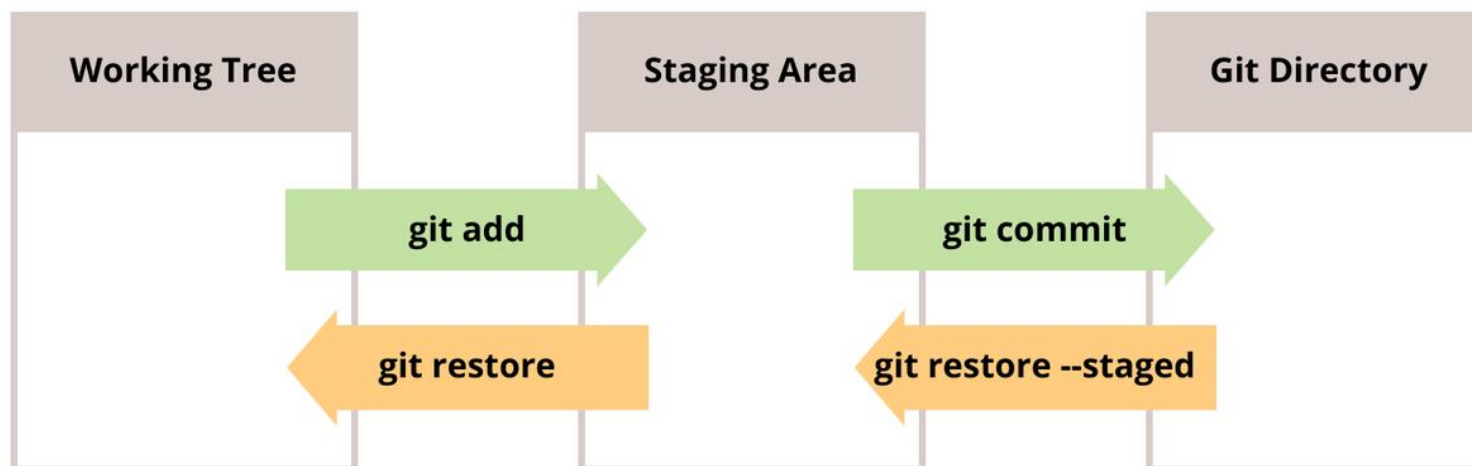 Working Tree
Staging Area
Git Directory
git add
git commit
git restore
git restore --staged